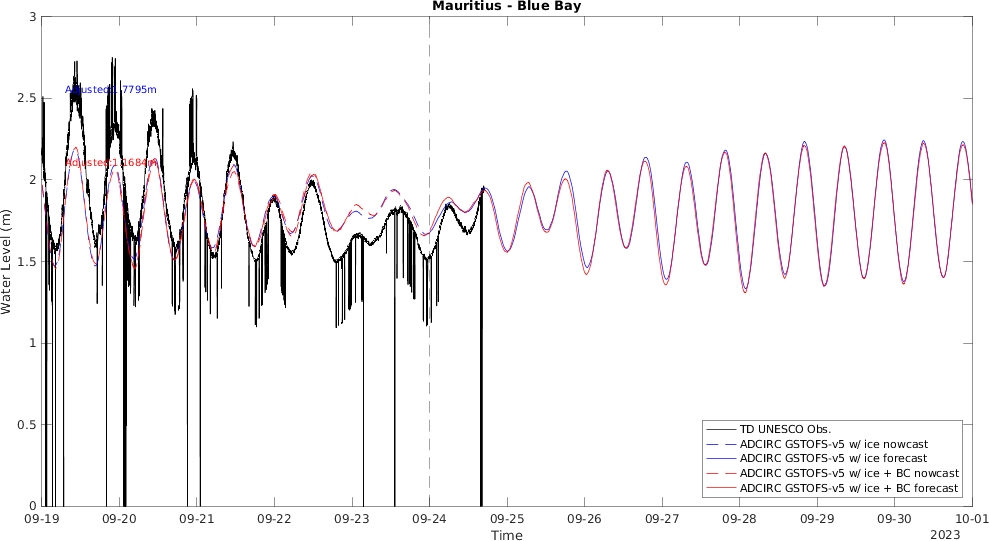 Mauritius - Blue Bay
3
2.5
2
1.5
1
0.5
0
Water Level (m)
Adjusted:1.7795m
Adjusted:1.1684m
TD UNESCO Obs.
ADCIRC GSTOFS-v5 w/ ice nowcast
ADCIRC GSTOFS-v5 w/ ice forecast
ADCIRC GSTOFS-v5 w/ ice + BC nowcast
ADCIRC GSTOFS-v5 w/ ice + BC forecast
09-19 09-20 09-21 09-22 09-23 09-24 09-25 09-26 09-27 09-28 09-29 09-30 10-01
Time
2023